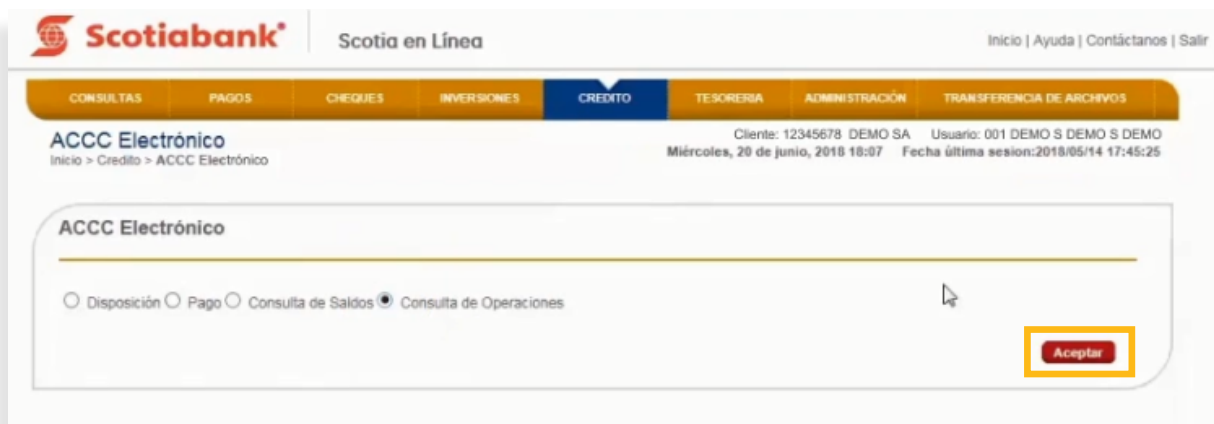 Scotiabank* Scotia en Línea Inicio | Ayuda | Contáctanos | Salir
CONSULTAS PAGOS CHEQUES INVERSIONES CREDITO TESORERIA ADMINISTRACIÓN TRANSFERENCIA DE ARCHIVOS
ACCC Electrónico Cliente: 12345678 DEMO SA Usuario: 001 DEMO S DEMO S DEMO
Inicio > Credito > ACCC Electrónico Miércoles, 20 de junio, 2018 18:07 Fecha última sesion:2018/05/14 17:45:25
ACCC Electrónico
Disposición Pago Consulta de Saldos Consulta de Operaciones
Aceptar